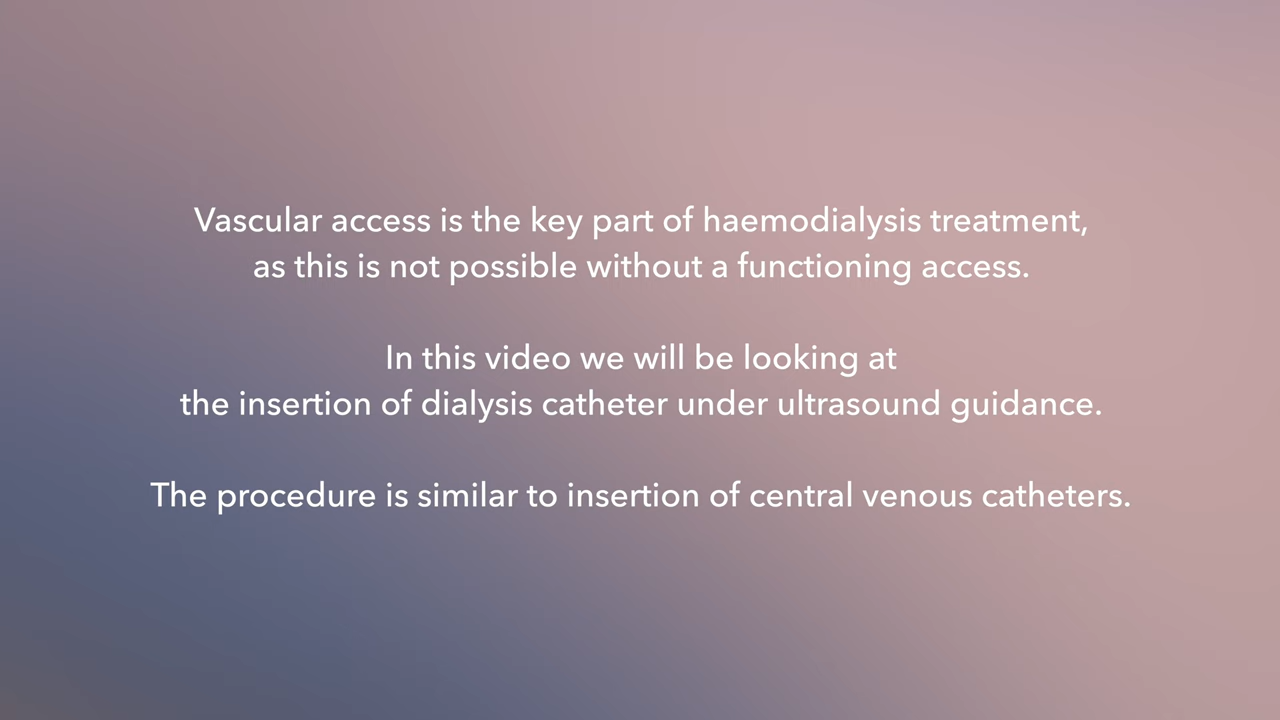 Vascular access is the key part of haemodialysis treatment,
as this is not possible without a functioning access.
In this video we will be looking at
the insertion of dialysis catheter under ultrasound guidance.
The procedure is similar to insertion of central venous catheters.